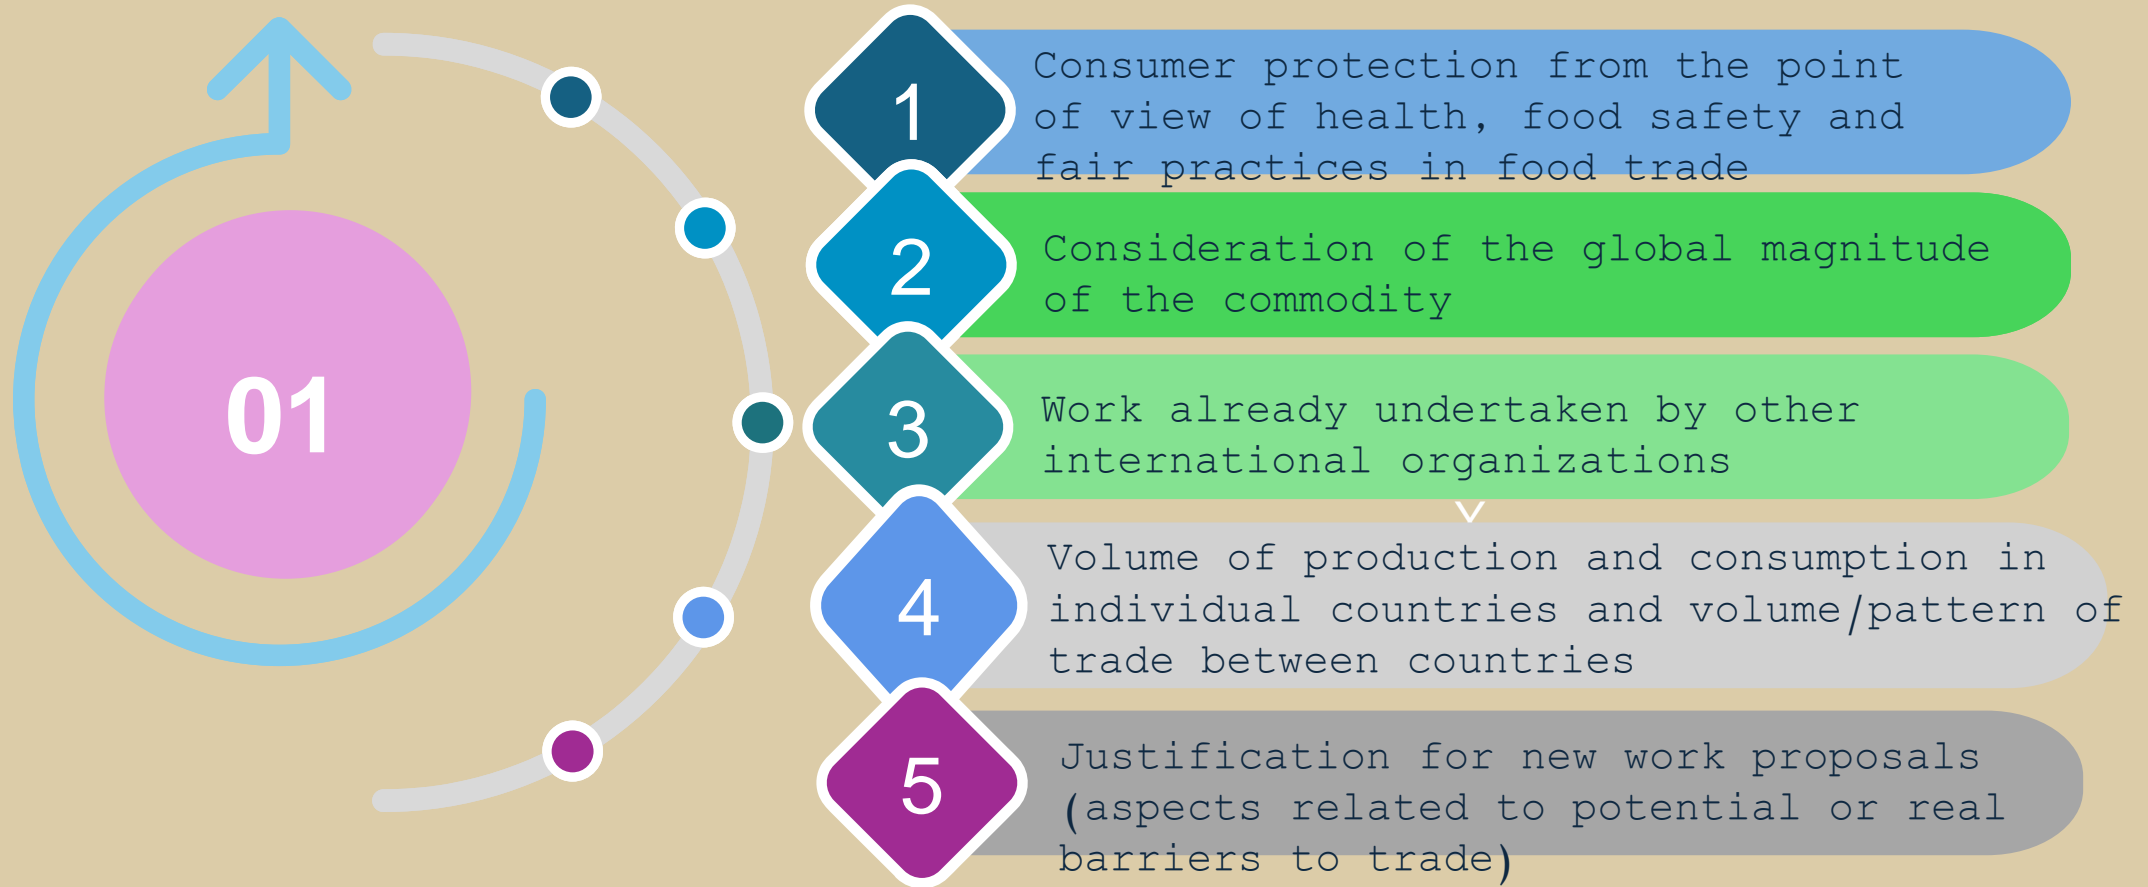 01
1
Consumer protection from the point
of view of health, food safety and
fair practices in food trade
2
Consideration of the global magnitude
of the commodity
3
Work already undertaken by other
international organizations
4
Volume of production and consumption in
individual countries and volume/pattern of
trade between countries
5
Justification for new work proposals
(aspects related to potential or real
barriers to trade)